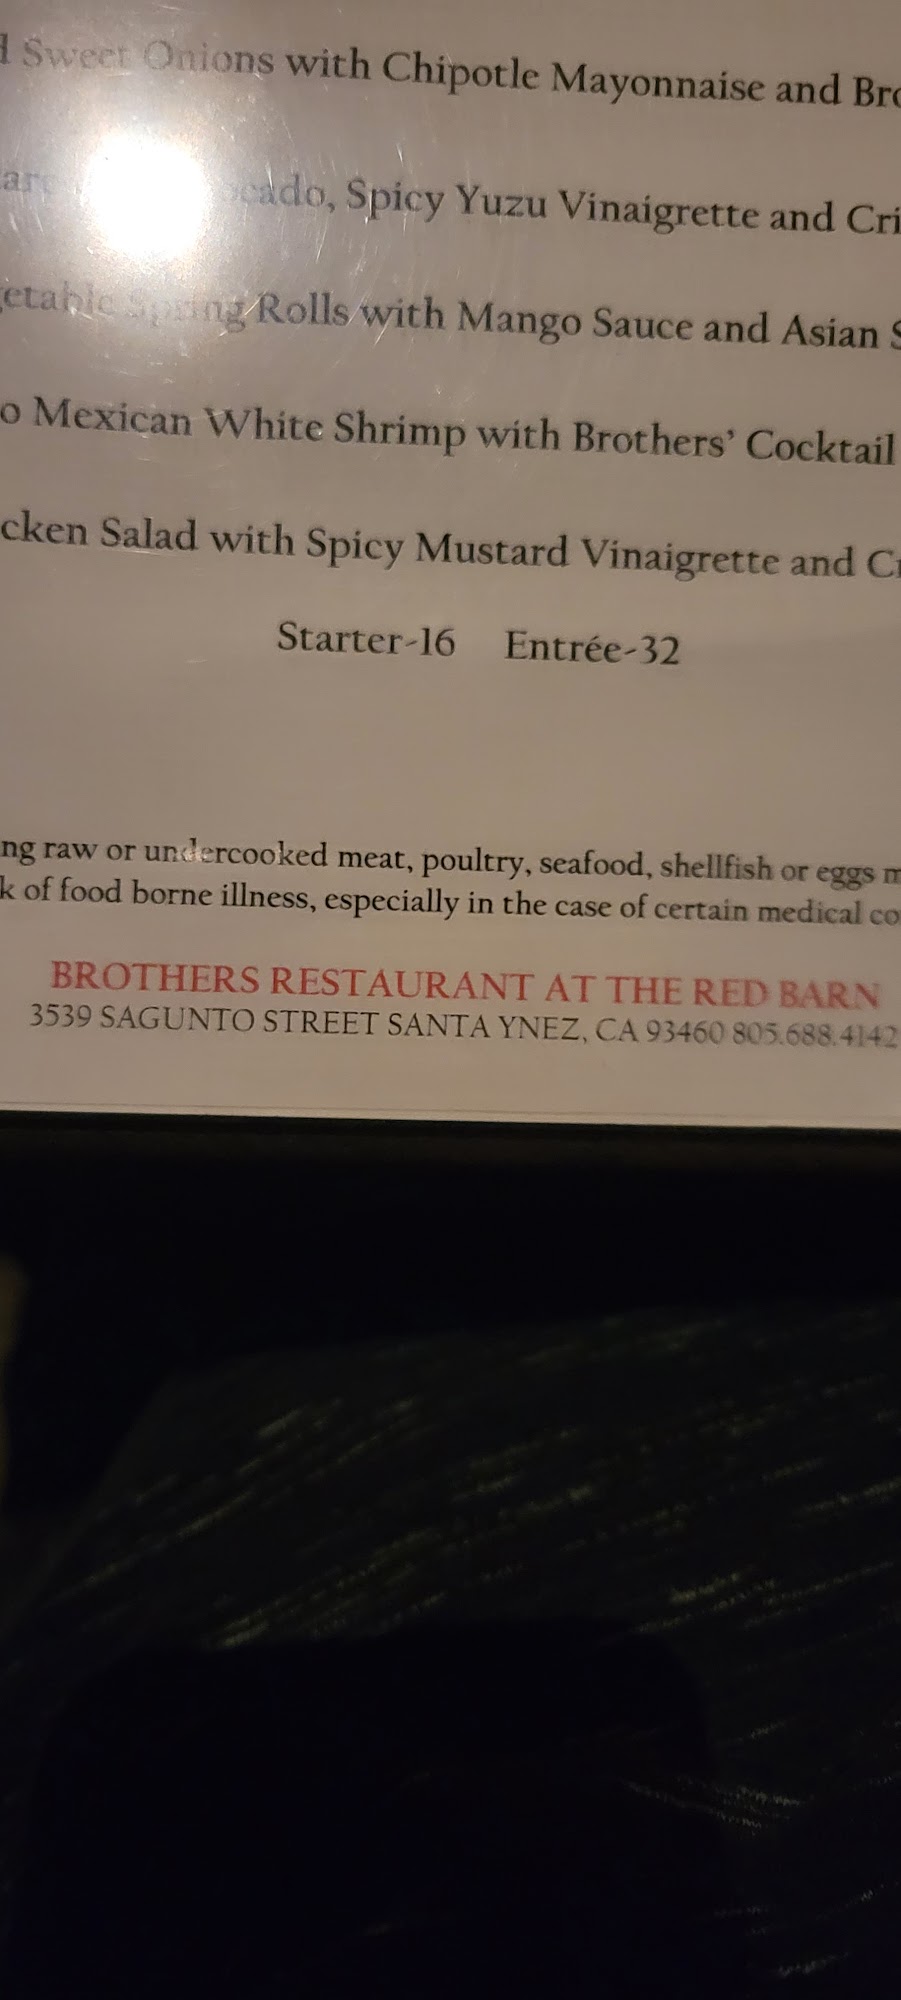 Sweet Onions with Chipotle Mayonnaise and
Spicy Yuzu Vinaigrette and
Spring Rolls with Mango Sauce and Asian
Mexican White Shrimp with Brothers' Cocktail
cken Salad with Spicy Mustard Vinaigrette and
Starter-16 Entrée-32
ng raw or undercooked meat, poultry, seafood, shellfish or eggs
k of food borne illness, especially in the case of certain medical co
BROTHERS RESTAURANT AT THE RED BARN
3539 SAGUNTO STREET SANTA YNEZ, CA 93460 805.688.4142